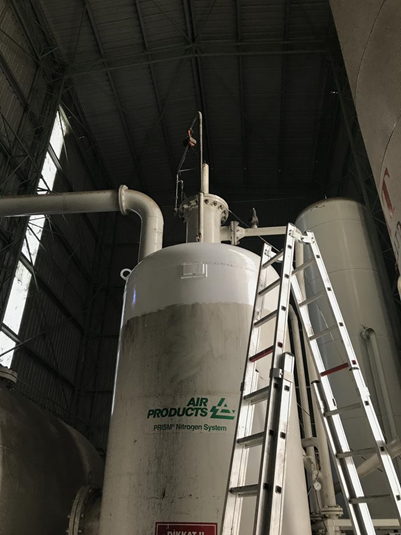 AIR
PRODUCTS
PRISM® Nitrogen System
DİKKAT !!